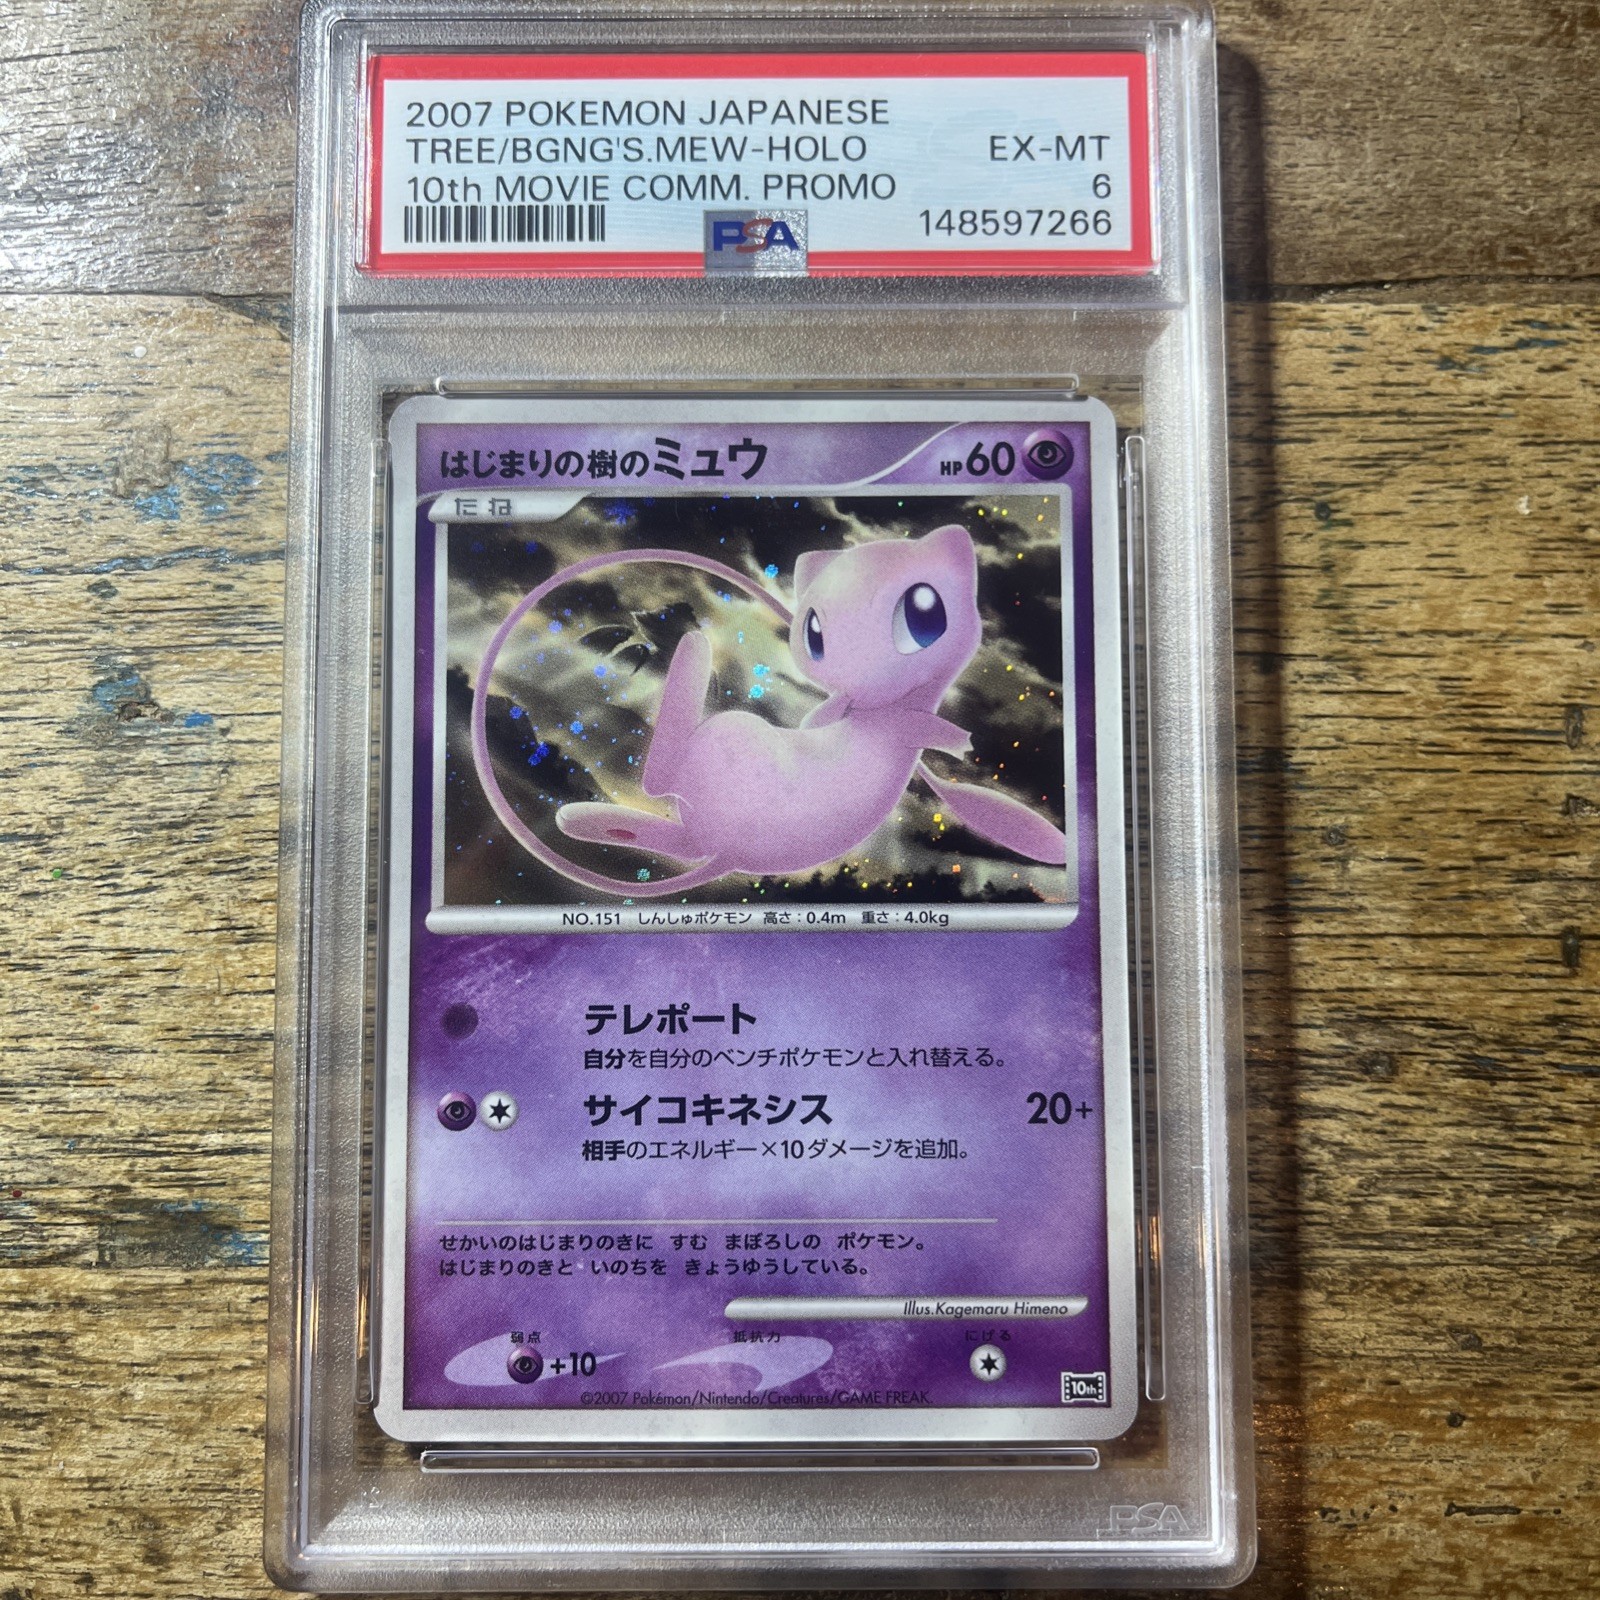 2007 POKEMON JAPANESE
TREE/BGNG'S.MEW-HOLO EX-MT
10th MOVIE COMM. PROMO 6
PSA 148597266
はじまりの樹のミュウ HP60
たね
NO.151 しんしゅポケモン 高さ:0.4m 重さ:4.0kg
テレポート
自分を自分のベンチポケモンと入れ替える。
サイコキネシス 20+
相手のエネルギー×10ダメージを追加。
せかいのはじまりのきに すむ まぼろしの ポケモン。
はじまりのきと いのちを きょうゆうしている。
Illus.Kagemaru Himeno
弱点 抵抗力 にげる
+10
©2007 Pokémon/Nintendo/Creatures/GAME FREAK.
10th
PSA